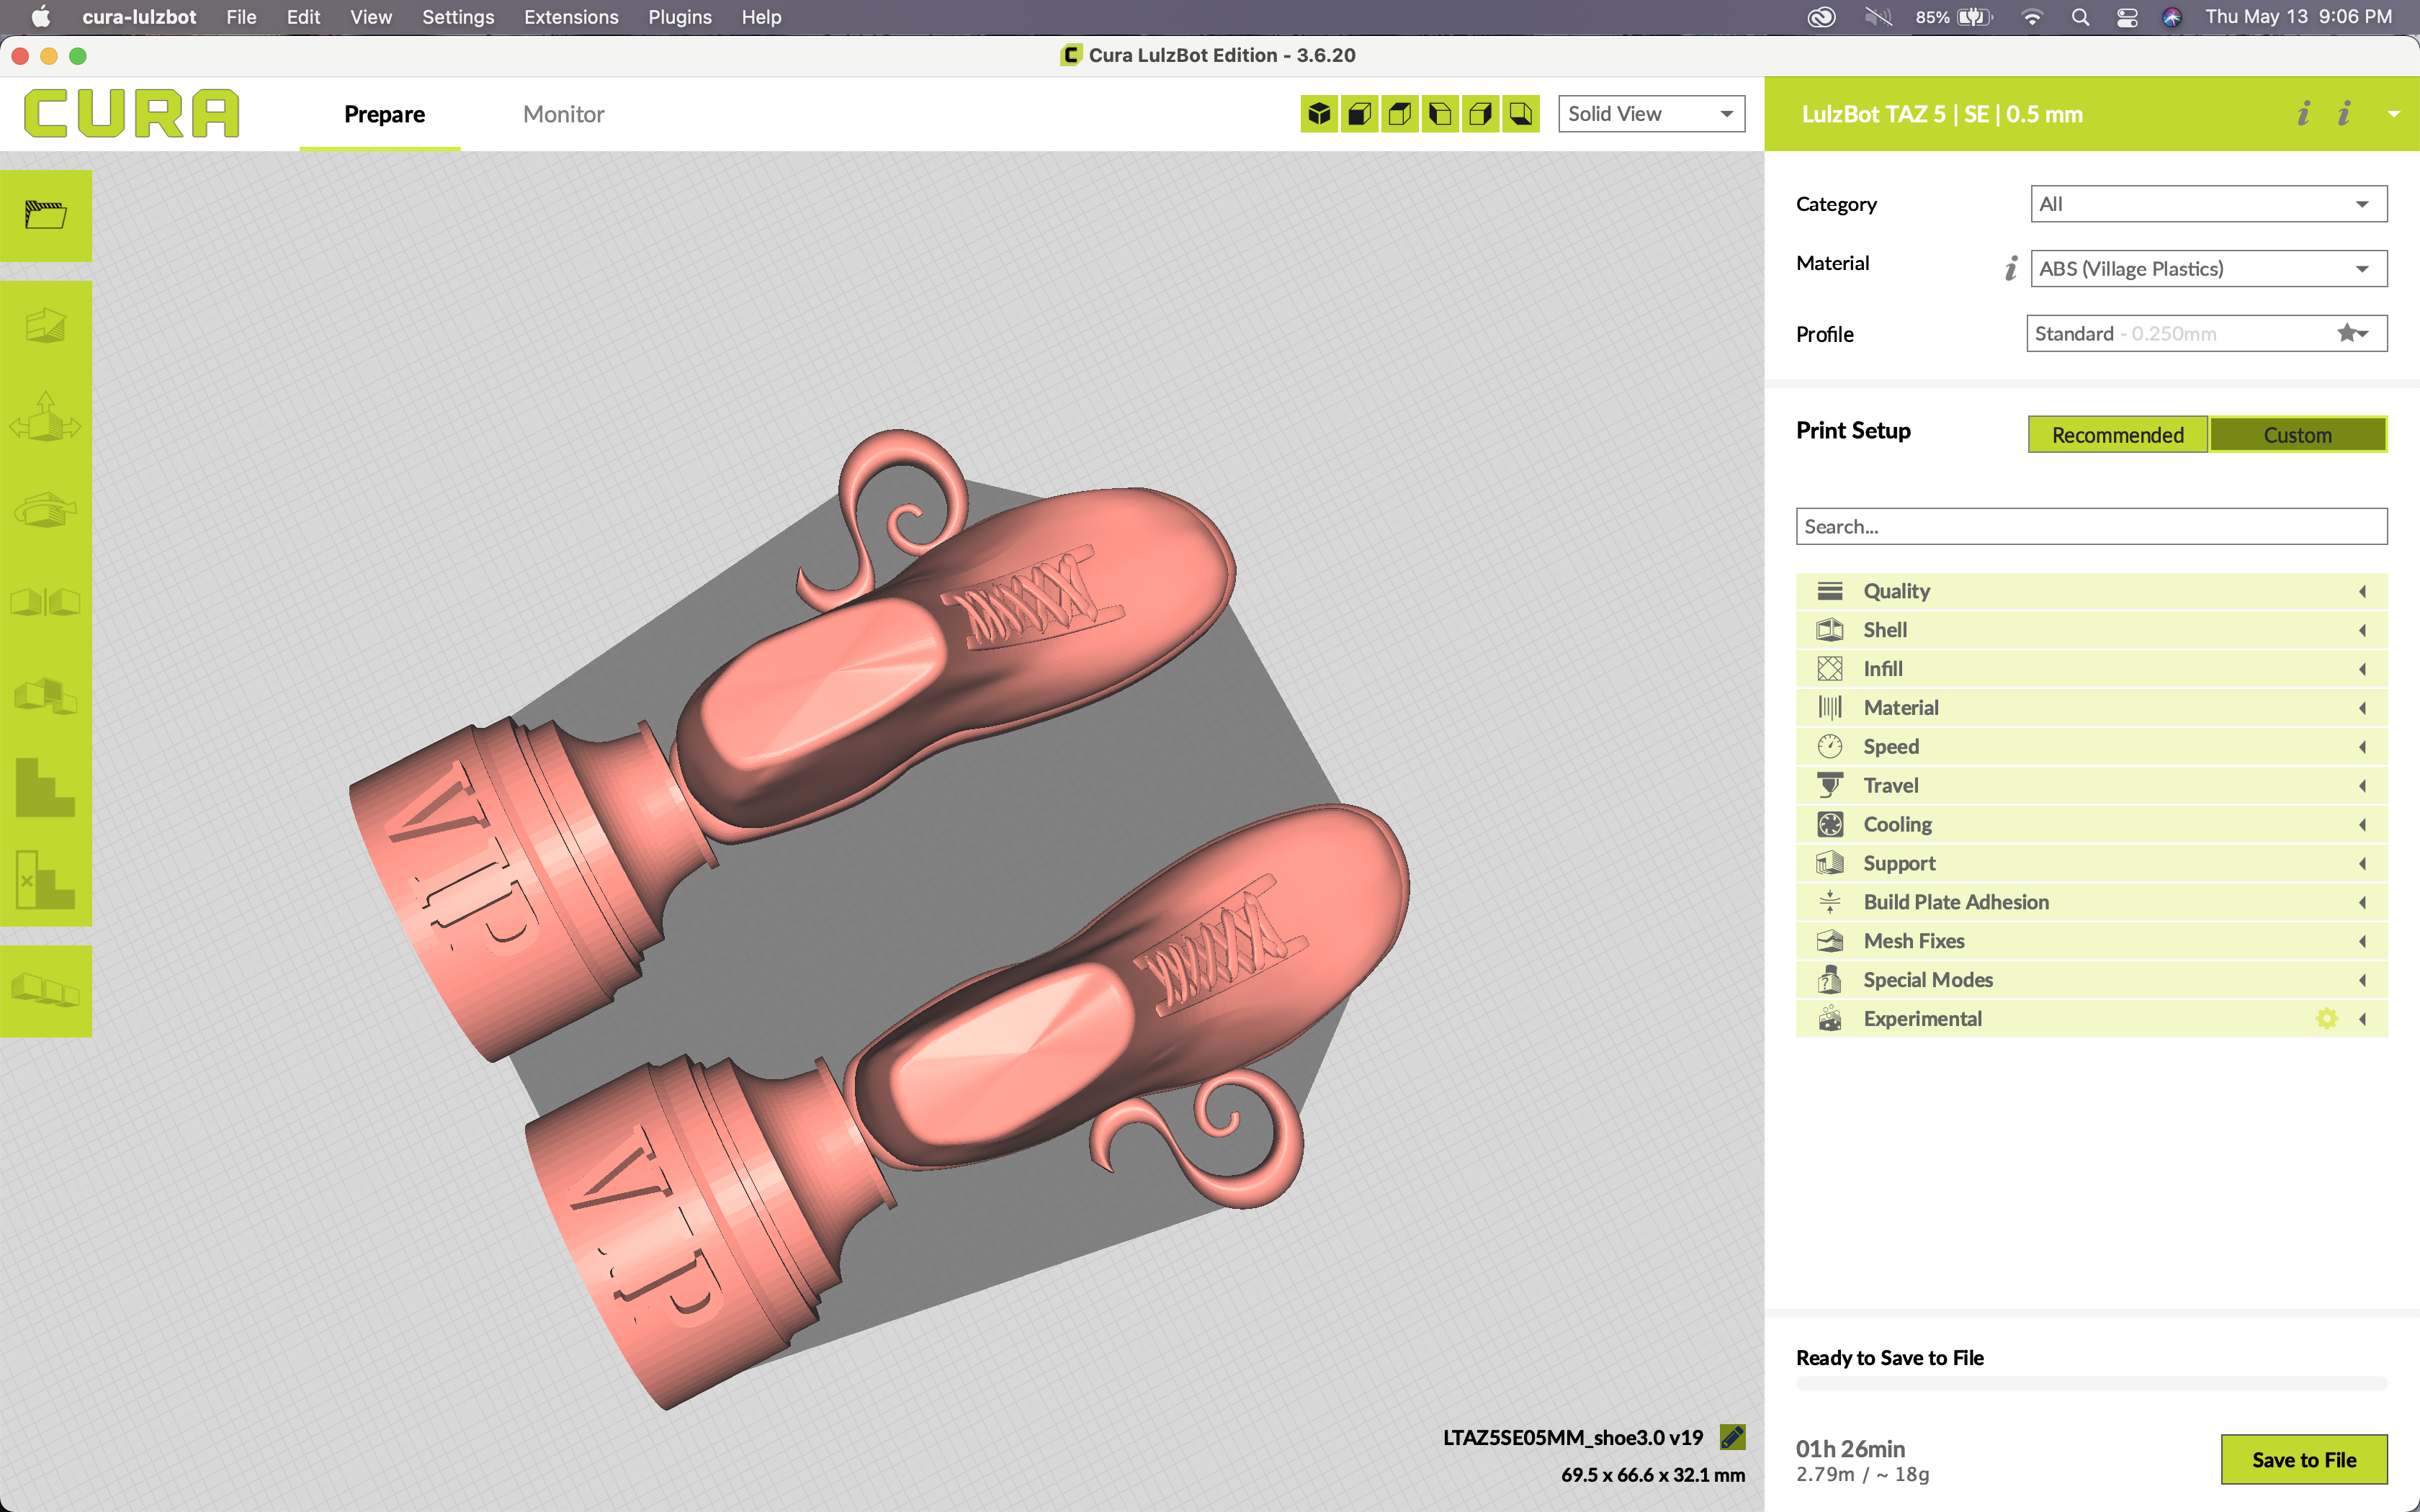 cura-lulzbot File Edit View Settings Extensions Plugins Help 85% Thu May 13 9:06 PM
Cura LulzBot Edition - 3.6.20
CURA Prepare Monitor Solid View LulzBot TAZ 5 | SE | 0.5 mm
Category All
Material ABS (Village Plastics)
Profile Standard - 0.250mm
Print Setup Recommended Custom
Search...
Quality
Shell
Infill
Material
Speed
Travel
Cooling
Support
Build Plate Adhesion
Mesh Fixes
Special Modes
Experimental
V.I.P
V.I.P
Ready to Save to File
LTAZ5SE05MM_shoe3.0 v19
69.5 x 66.6 x 32.1 mm
01h 26min
2.79m / ~ 18g
Save to File